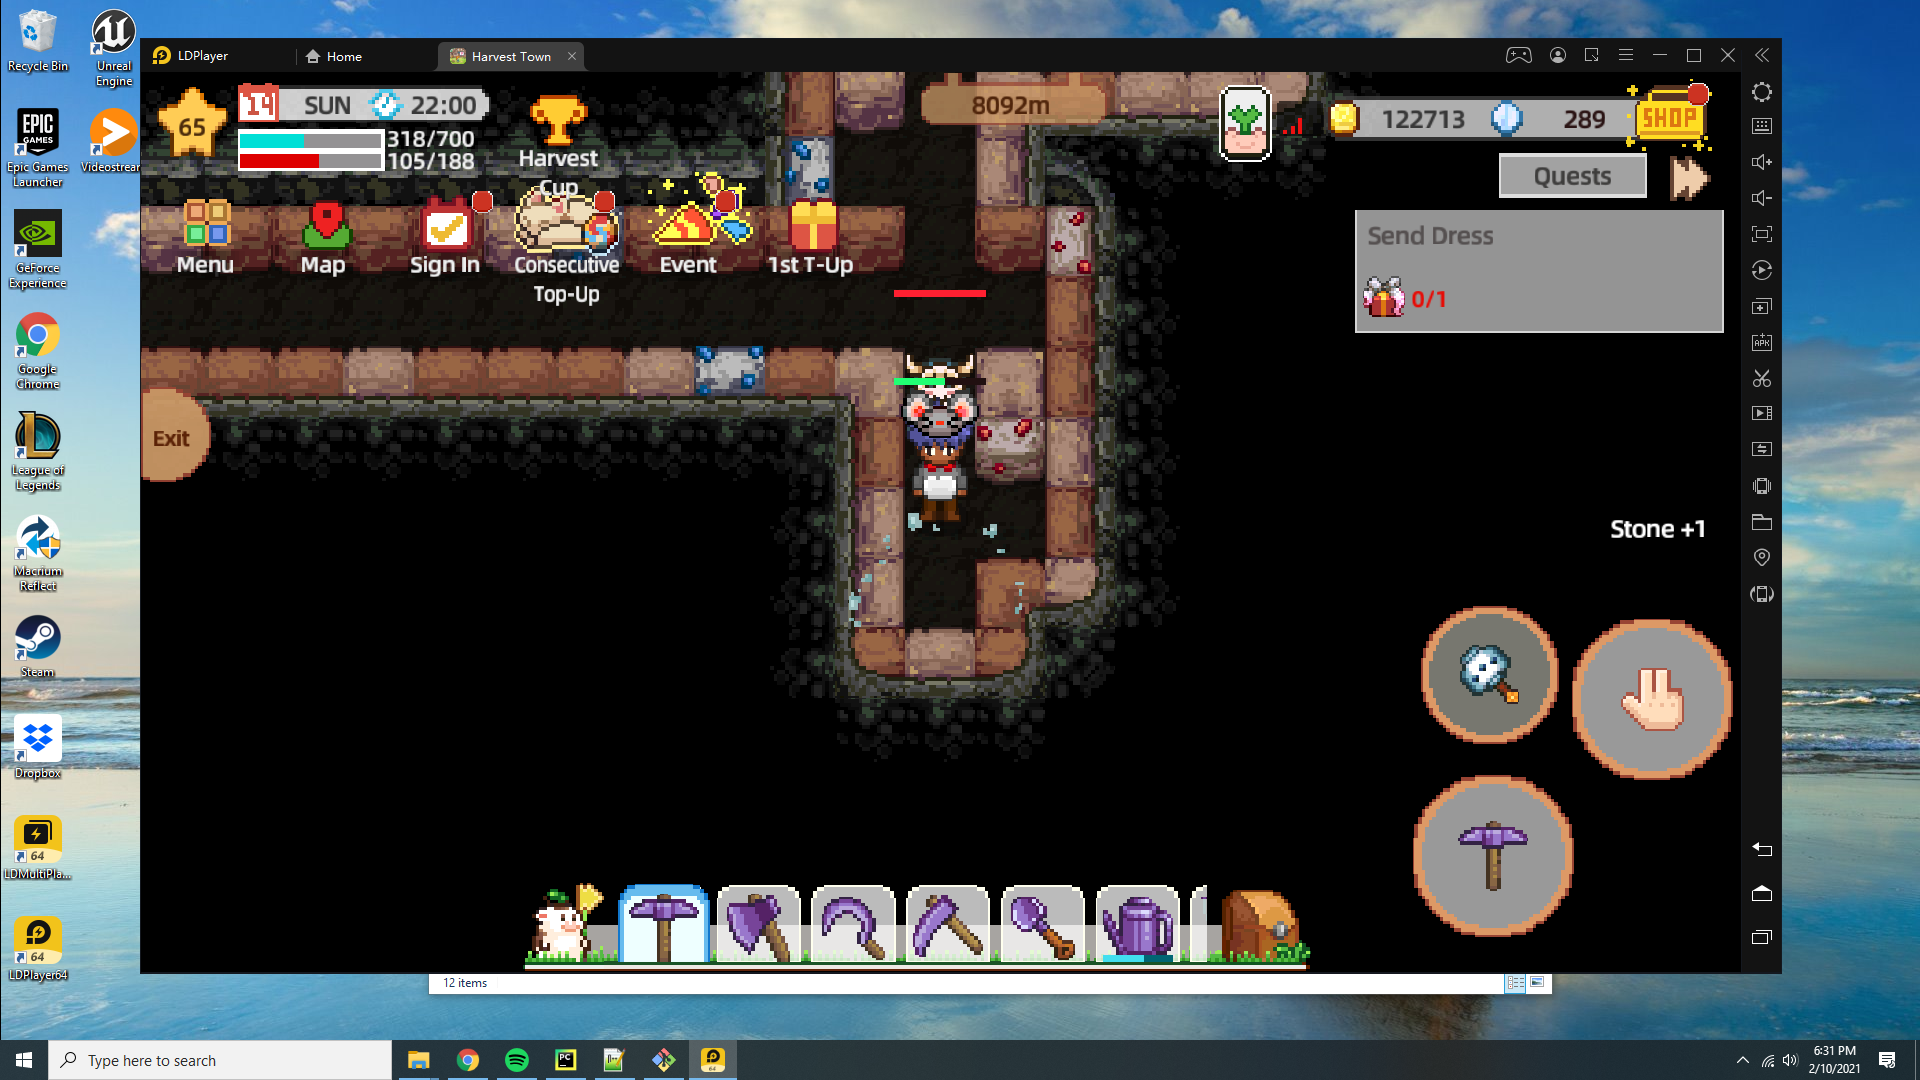 Recycle Bin
Unreal Engine
Epic Games Launcher
Videostream
GeForce Experience
Google Chrome
League of Legends
Macrium Reflect
Steam
Dropbox
LDMultiPla...
LDPlayer64
LDPlayer
Home
Harvest Town
65
14
SUN
22:00
318/700
105/188
Harvest Cup
8092m
122713
289
SHOP
Menu
Map
Sign In
Consecutive Top-Up
Event
1st T-Up
Quests
Send Dress
0/1
Exit
Stone +1
12 items
Type here to search
6:31 PM
2/10/2021
EPIC GAMES
64
64
APK
PC
64